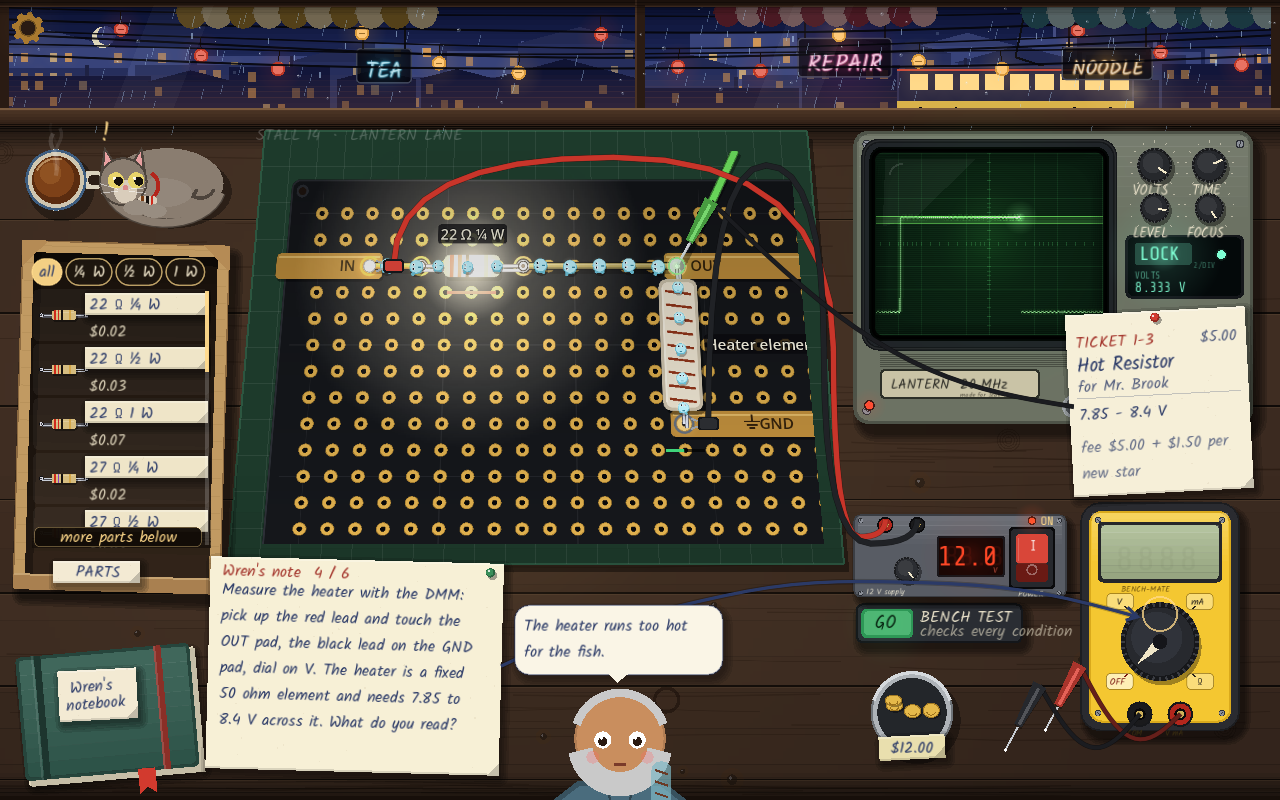 TEA
REPAIR
NOODLE
STALL 14 · LANTERN LANE
!
all
¼ W
½ W
1 W
22 Ω ¼ W
$0.02
22 Ω ½ W
$0.03
22 Ω 1 W
$0.07
27 Ω ¼ W
$0.02
27 Ω ½ W
more parts below
PARTS
22 Ω ¼ W
IN
OUT
GND
VOLTS
TIME
LEVEL
FOCUS
LOCK
2/DIV
VOLTS
8.333 V
LANTERN 20 MHz
TICKET 1-3
$5.00
Hot Resistor
for Mr. Brook
7.85 - 8.4 V
fee $5.00 + $1.50 per
new star
ON
12.0
V
I
12 V supply
GO
BENCH TEST
checks every condition
BENCH-MATE
V
mA
OFF
Ω
$12.00
Wren's
notebook
Wren's note 4 / 6
Measure the heater with the DMM:
pick up the red lead and touch the
OUT pad, the black lead on the GND
pad, dial on V. The heater is a fixed
50 ohm element and needs 7.85 to
8.4 V across it. What do you read?
The heater runs too hot
for the fish.